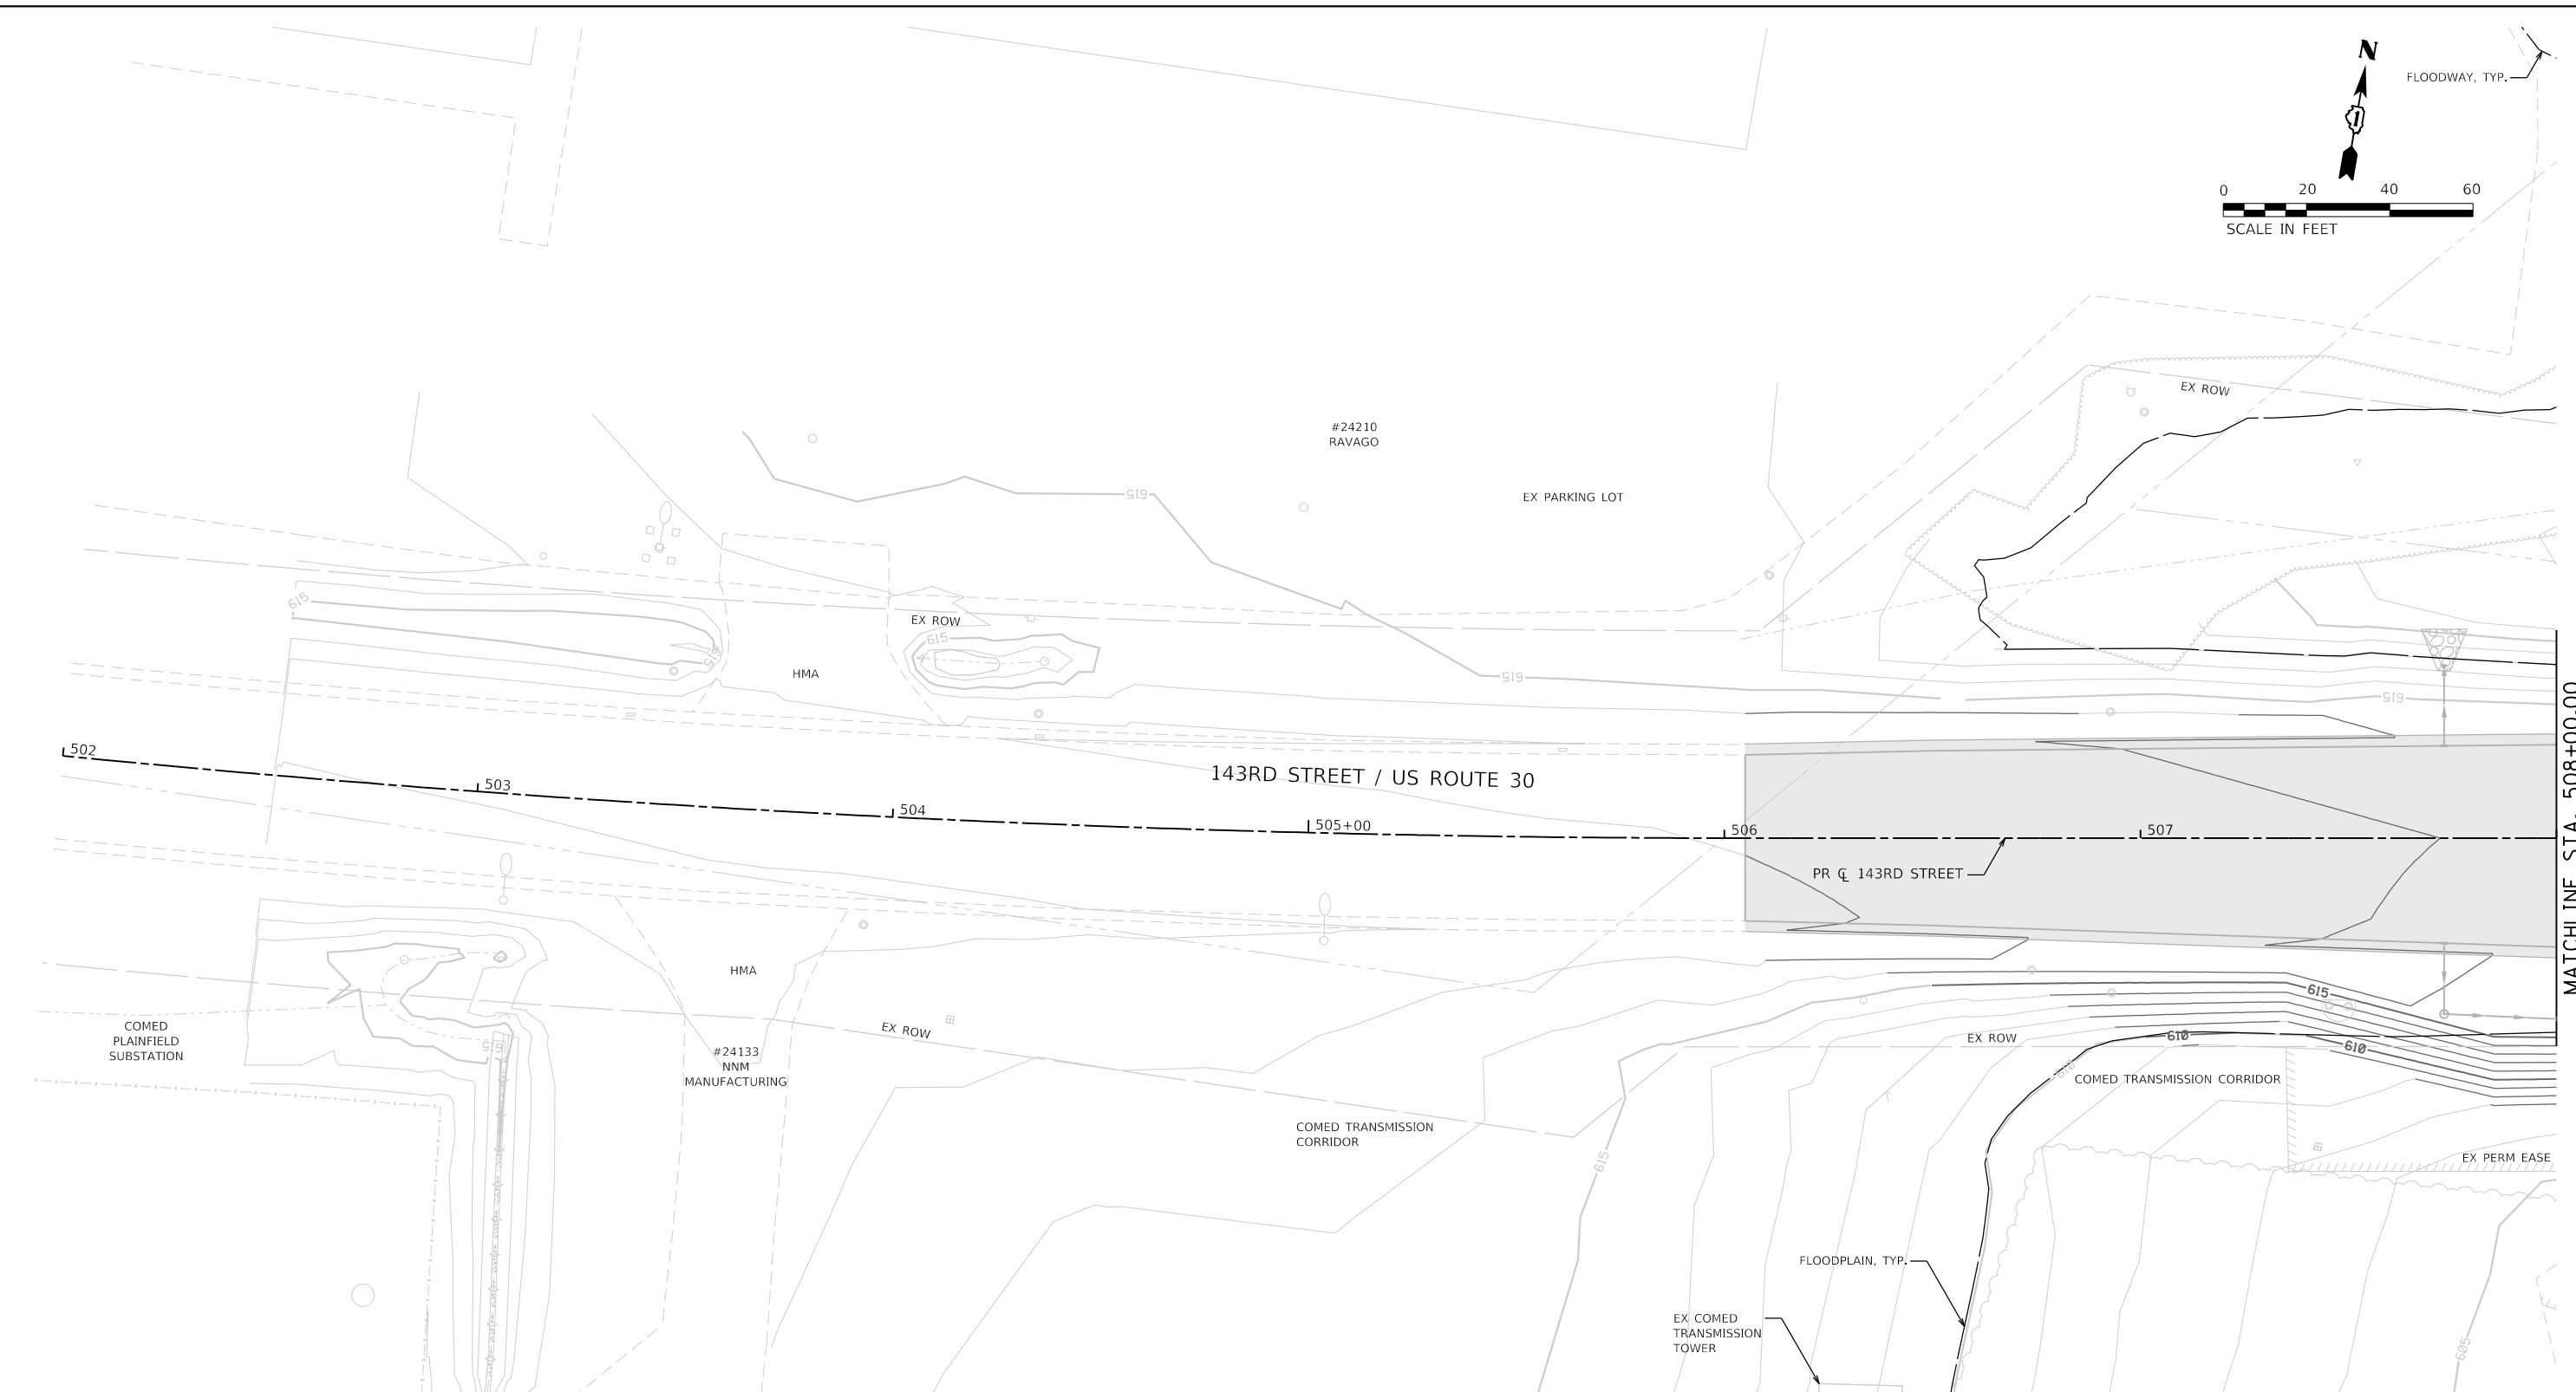 N
FLOODWAY, TYP.
1
0 20 40 60
SCALE IN FEET
EX ROW
#24210
RAVAGO
615
EX PARKING LOT
615
EX ROW
615
615
HMA
615
615
502
503
504
143RD STREET / US ROUTE 30
505+00
506
507
PR ℄ 143RD STREET
MATCHLINE STA. 508+00.00
HMA
615
COMED
PLAINFIELD
SUBSTATION
EX ROW
615
#24133
NNM
MANUFACTURING
EX ROW
610
610
610
COMED TRANSMISSION CORRIDOR
COMED TRANSMISSION
CORRIDOR
615
EX PERM EASE
FLOODPLAIN, TYP.
EX COMED
TRANSMISSION
TOWER
605